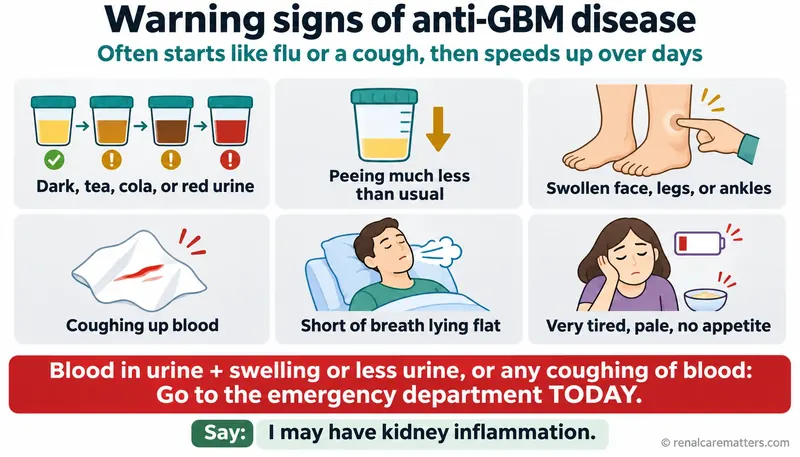 Warning signs of anti-GBM disease
Often starts like flu or a cough, then speeds up over days
Dark, tea, cola, or red urine
Peeing much less
than usual
Swollen face, legs, or ankles
Coughing up blood
Short of breath lying flat
Very tired, pale, no appetite
Blood in urine + swelling or less urine, or any coughing of blood:
Go to the emergency department TODAY.
Say: I may have kidney inflammation.
© renalcarematters.com